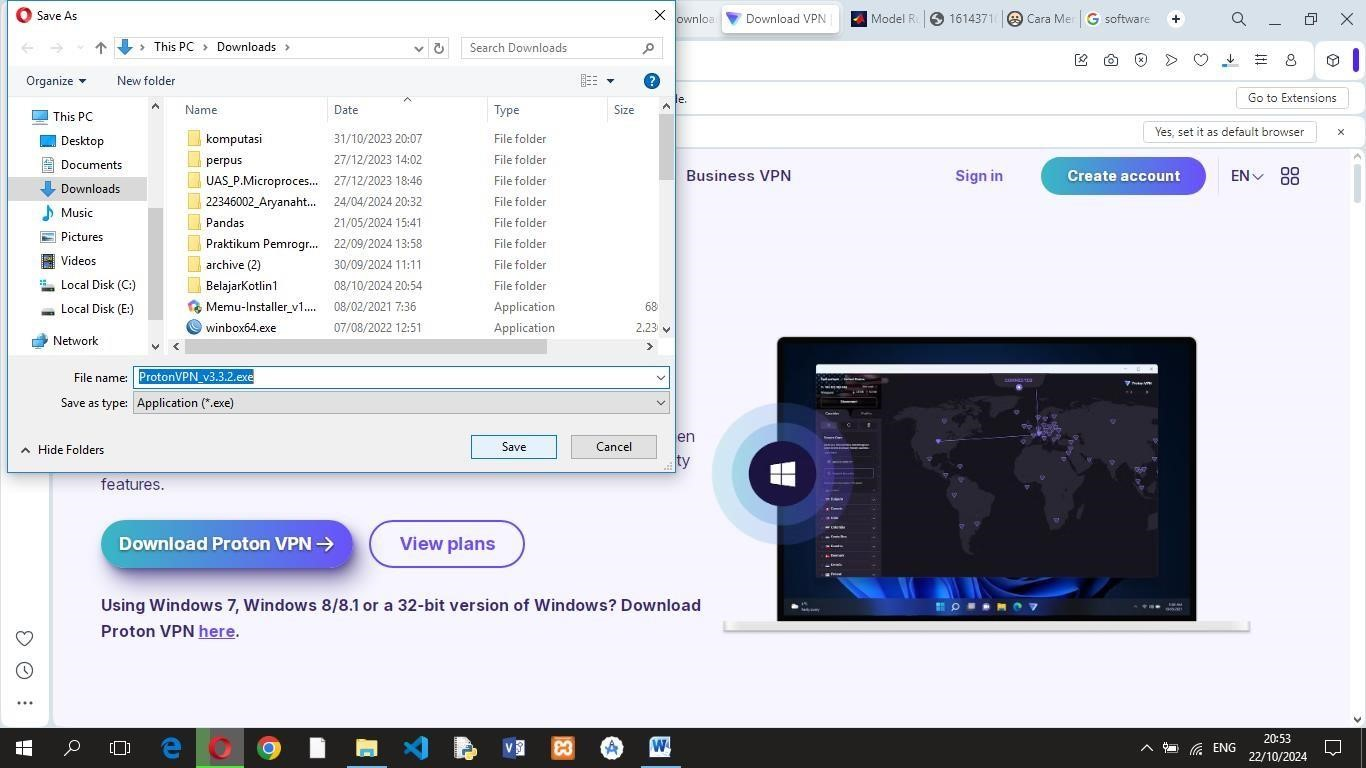 Save As
Download VPN
Model Ru
1614371
Cara Mer
software
This PC > Downloads >
Search Downloads
Organize
New folder
Go to Extensions
Yes, set it as default browser
Business VPN
Sign in
Create account
EN
This PC
Desktop
Documents
Downloads
Music
Pictures
Videos
Local Disk (C:)
Local Disk (E:)
Network
Name Date Type Size
komputasi 31/10/2023 20:07 File folder
perpus 27/12/2023 14:02 File folder
UAS_P.Microproces... 27/12/2023 18:46 File folder
22346002_Aryanaht... 24/04/2024 20:32 File folder
Pandas 21/05/2024 15:41 File folder
Praktikum Pemrogr... 22/09/2024 13:58 File folder
archive (2) 30/09/2024 11:11 File folder
BelajarKotlin1 08/10/2024 20:54 File folder
Memu-Installer_v1.... 08/02/2021 7:36 Application 68
winbox64.exe 07/08/2022 12:51 Application 2.23
File name: ProtonVPN_v3.3.2.exe
Save as type: Application (*.exe)
Hide Folders
Save
Cancel
features.
Download Proton VPN →
View plans
Using Windows 7, Windows 8/8.1 or a 32-bit version of Windows? Download
Proton VPN here.
CONNECTED
Proton VPN
ENG
20:53
22/10/2024